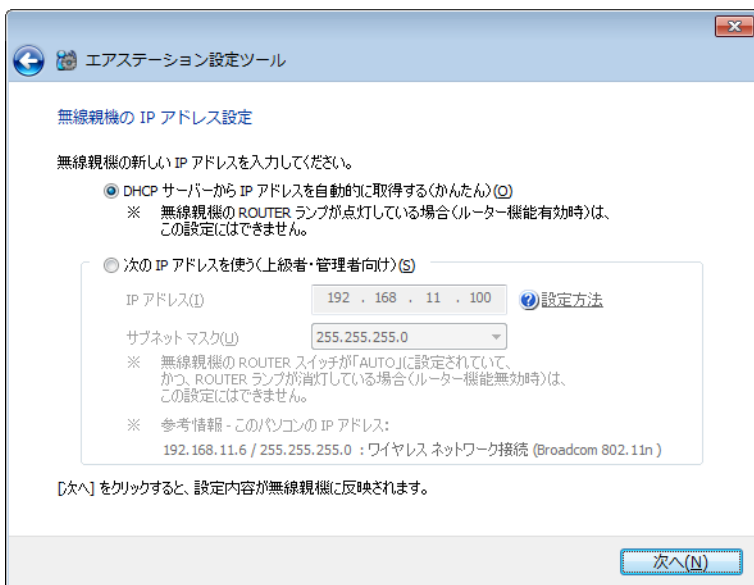 エアステーション設定ツール
無線親機の IP アドレス設定
無線親機の新しい IP アドレスを入力してください。
DHCP サーバーから IP アドレスを自動的に取得する(かんたん)(O)
※ 無線親機の ROUTER ランプが点灯している場合(ルーター機能有効時)は、
この設定にはできません。
次の IP アドレスを使う(上級者・管理者向け)(S)
IP アドレス(I) 192 . 168 . 11 . 100 設定方法
サブネット マスク(U) 255.255.255.0
※ 無線親機の ROUTER スイッチが「AUTO」に設定されていて、
かつ、ROUTER ランプが消灯している場合(ルーター機能無効時)は、
この設定にはできません。
※ 参考情報 - このパソコンの IP アドレス:
192.168.11.6 / 255.255.255.0 : ワイヤレス ネットワーク接続 (Broadcom 802.11n )
[次へ] をクリックすると、設定内容が無線親機に反映されます。
次へ(N)